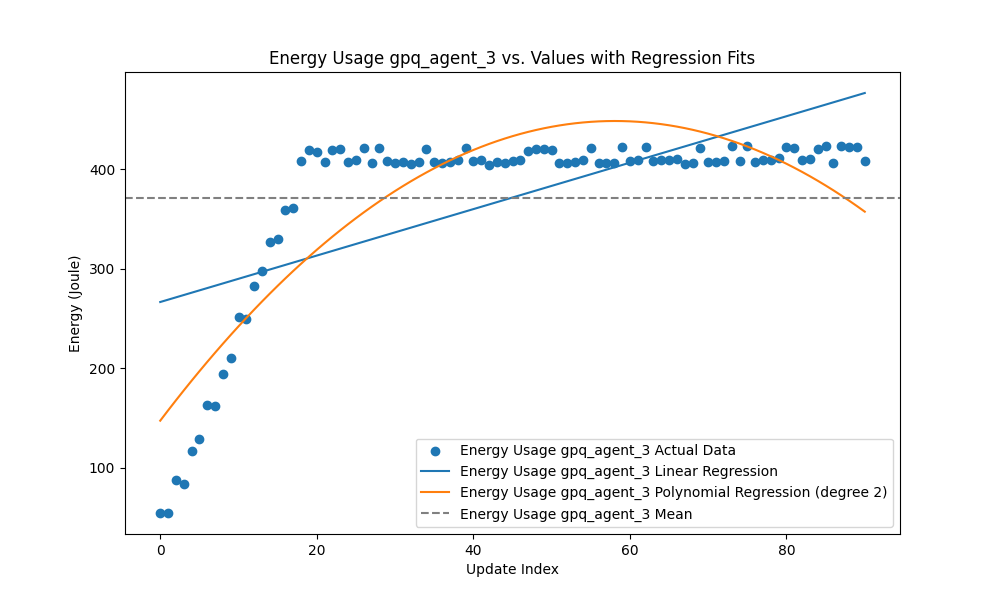 Energy Usage gpq_agent_3 vs. Values with Regression Fits
Energy (Joule)
400
300
200
100
Energy Usage gpq_agent_3 Actual Data
Energy Usage gpq_agent_3 Linear Regression
Energy Usage gpq_agent_3 Polynomial Regression (degree 2)
Energy Usage gpq_agent_3 Mean
0
20
40
60
80
Update Index